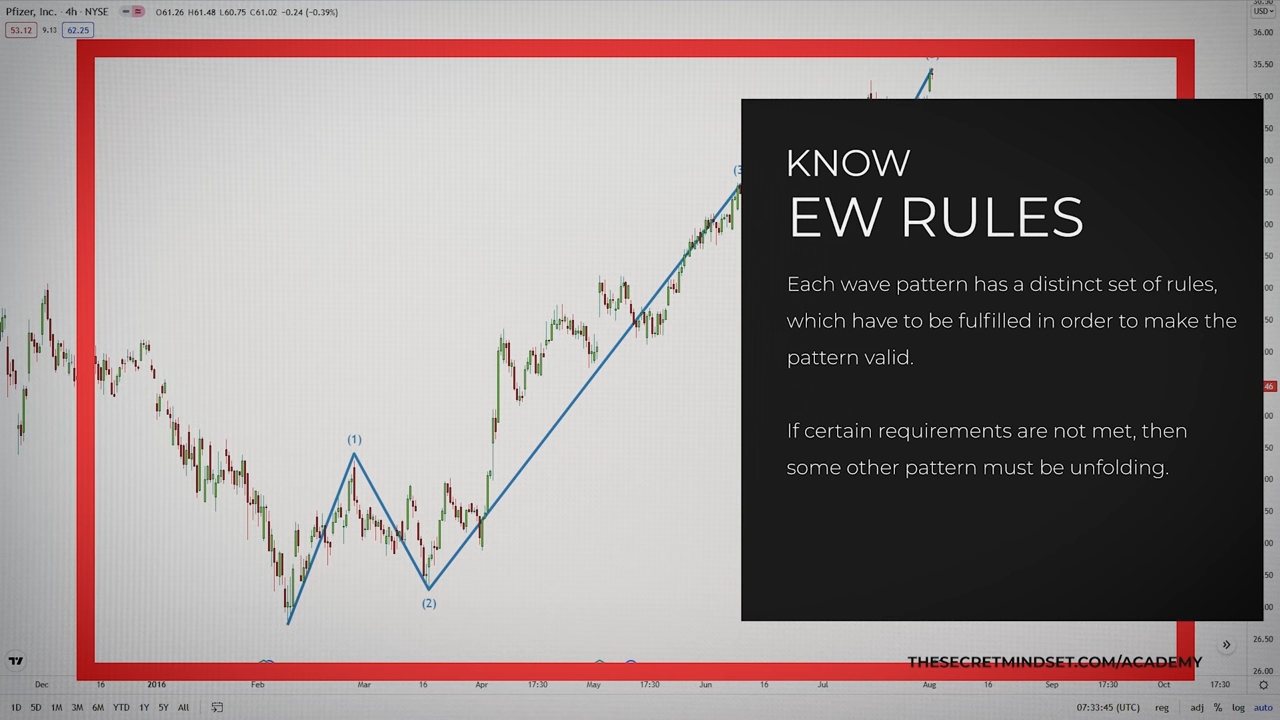 Pfizer, Inc. · 4h · NYSE O61.26 H61.48 L60.75 C61.02 −0.24 (−0.39%)
USD
53.12 9.13 62.25
36.00
35.50
35.00
(1)
(2)
KNOW
EW RULES
Each wave pattern has a distinct set of rules,
which have to be fulfilled in order to make the
pattern valid.
If certain requirements are not met, then
some other pattern must be unfolding.
26.50
26.00
THESECRETMINDSET.COM/ACADEMY
Dec 16 2016 Feb Mar 16 Apr 17:30 May 17:30 Jun 16 Jul Aug 16 Sep 17:30 Oct 17:30
1D 5D 1M 3M 6M YTD 1Y 5Y All 07:33:45 (UTC) reg adj % log auto